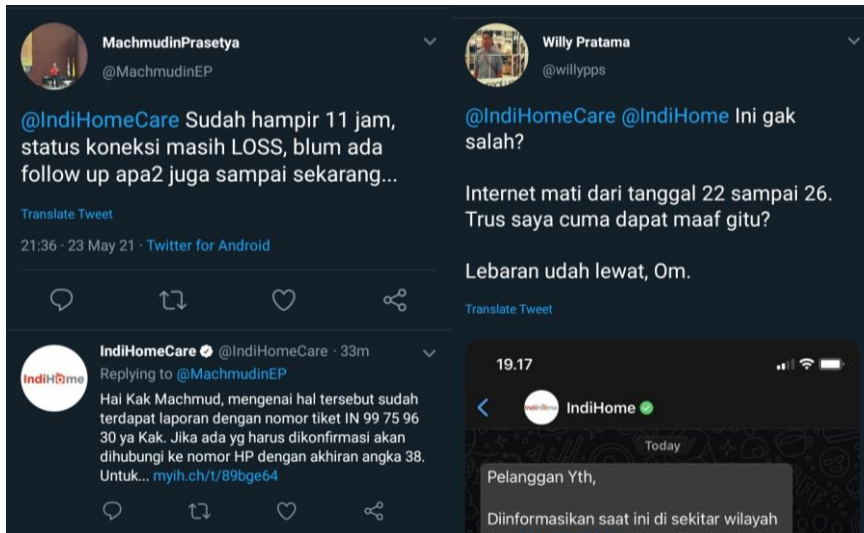 MachmudinPrasetya
@MachmudinEP
@IndiHomeCare Sudah hampir 11 jam,
status koneksi masih LOSS, blum ada
follow up apa2 juga sampai sekarang...
Translate Tweet
21:36 · 23 May 21 · Twitter for Android
IndiHomeCare @IndiHomeCare · 33m
Replying to @MachmudinEP
IndiHome
Hai Kak Machmud, mengenai hal tersebut sudah
terdapat laporan dengan nomor tiket IN 99 75 96
30 ya Kak. Jika ada yg harus dikonfirmasi akan
dihubungi ke nomor HP dengan akhiran angka 38.
Untuk... myih.ch/t/89bge64
Willy Pratama
@willypps
@IndiHomeCare @IndiHome Ini gak
salah?
Internet mati dari tanggal 22 sampai 26.
Trus saya cuma dapat maaf gitu?
Lebaran udah lewat, Om.
Translate Tweet
19.17
IndiHome
IndiHome
Today
Pelanggan Yth,
Diinformasikan saat ini di sekitar wilayah